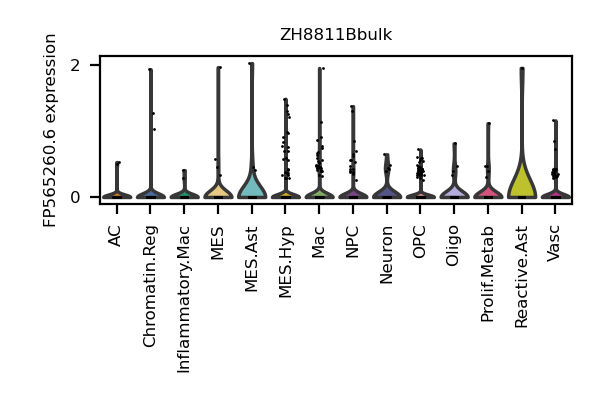 ZH8811Bbulk
FP565260.6 expression
2
0
AC
Chromatin.Reg
Inflammatory.Mac
MES
MES.Ast
MES.Hyp
Mac
NPC
Neuron
OPC
Oligo
Prolif.Metab
Reactive.Ast
Vasc